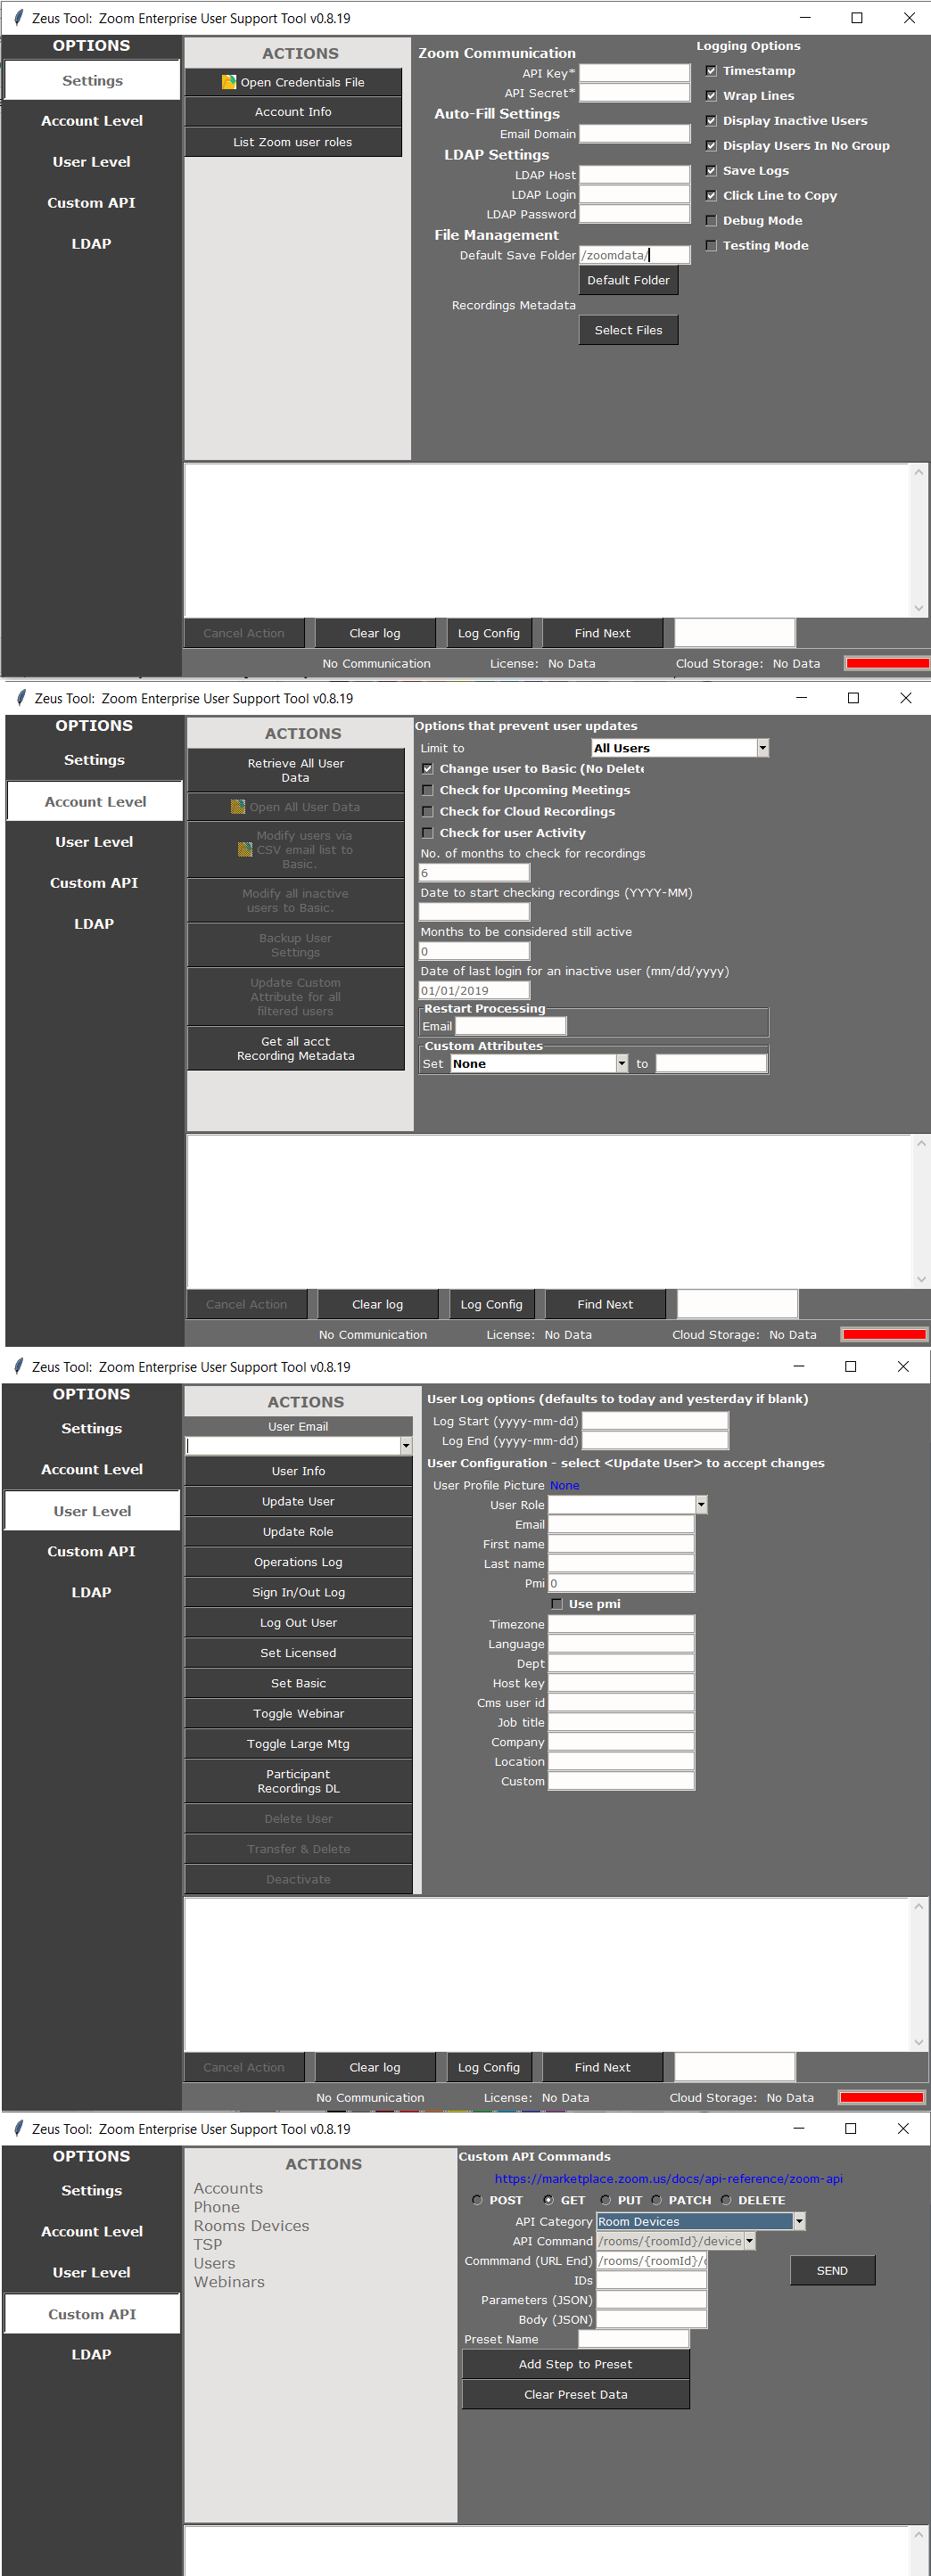 Zeus Tool:  Zoom Enterprise User Support Tool v0.8.19
OPTIONS
Settings
Account Level
User Level
Custom API
LDAP
ACTIONS
Open Credentials File
Account Info
List Zoom user roles
Zoom Communication
API Key*
API Secret*
Auto-Fill Settings
Email Domain
LDAP Settings
LDAP Host
LDAP Login
LDAP Password
File Management
Default Save Folder /zoomdata/
Default Folder
Recordings Metadata
Select Files
Logging Options
Timestamp
Wrap Lines
Display Inactive Users
Display Users In No Group
Save Logs
Click Line to Copy
Debug Mode
Testing Mode
Cancel Action Clear log Log Config Find Next
No Communication License: No Data Cloud Storage: No Data
Zeus Tool:  Zoom Enterprise User Support Tool v0.8.19
OPTIONS
Settings
Account Level
User Level
Custom API
LDAP
ACTIONS
Retrieve All User
Data
Open All User Data
Modify users via
CSV email list to
Basic.
Modify all inactive
users to Basic.
Backup User
Settings
Update Custom
Attribute for all
filtered users
Get all acct
Recording Metadata
Options that prevent user updates
Limit to All Users
Change user to Basic (No Delete
Check for Upcoming Meetings
Check for Cloud Recordings
Check for user Activity
No. of months to check for recordings
6
Date to start checking recordings (YYYY-MM)
Months to be considered still active
0
Date of last login for an inactive user (mm/dd/yyyy)
01/01/2019
Restart Processing
Email
Custom Attributes
Set None to
Cancel Action Clear log Log Config Find Next
No Communication License: No Data Cloud Storage: No Data
Zeus Tool:  Zoom Enterprise User Support Tool v0.8.19
OPTIONS
Settings
Account Level
User Level
Custom API
LDAP
ACTIONS
User Email
User Info
Update User
Update Role
Operations Log
Sign In/Out Log
Log Out User
Set Licensed
Set Basic
Toggle Webinar
Toggle Large Mtg
Participant
Recordings DL
Delete User
Transfer & Delete
Deactivate
User Log options (defaults to today and yesterday if blank)
Log Start (yyyy-mm-dd)
Log End (yyyy-mm-dd)
User Configuration - select <Update User> to accept changes
User Profile Picture None
User Role
Email
First name
Last name
Pmi 0
Use pmi
Timezone
Language
Dept
Host key
Cms user id
Job title
Company
Location
Custom
Cancel Action Clear log Log Config Find Next
No Communication License: No Data Cloud Storage: No Data
Zeus Tool:  Zoom Enterprise User Support Tool v0.8.19
OPTIONS
Settings
Account Level
User Level
Custom API
LDAP
ACTIONS
Accounts
Phone
Rooms Devices
TSP
Users
Webinars
Custom API Commands
https://marketplace.zoom.us/docs/api-reference/zoom-api
POST GET PUT PATCH DELETE
API Category Room Devices
API Command /rooms/{roomId}/device
Commmand (URL End) /rooms/{roomId}/d
SEND
IDs
Parameters (JSON)
Body (JSON)
Preset Name
Add Step to Preset
Clear Preset Data